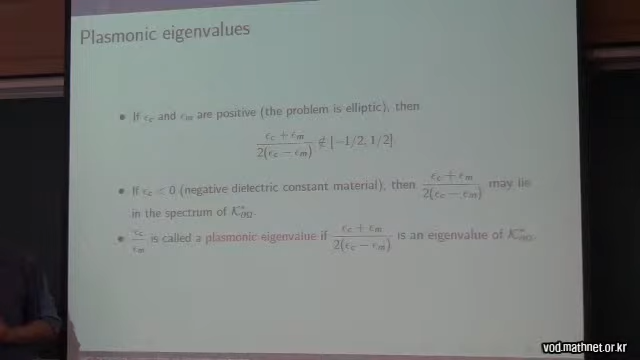 Plasmonic eigenvalues
• If ϵ_c and ϵ_m are positive (the problem is elliptic), then
(ϵ_c + ϵ_m) / 2(ϵ_c − ϵ_m) ∉ [−1/2, 1/2]
• If ϵ_c < 0 (negative dielectric constant material), then (ϵ_c + ϵ_m) / 2(ϵ_c − ϵ_m) may lie
in the spectrum of 𝒦*_∂Ω.
• ϵ_c / ϵ_m is called a plasmonic eigenvalue if (ϵ_c + ϵ_m) / 2(ϵ_c − ϵ_m) is an eigenvalue of 𝒦*_∂Ω.
vod.mathnet.or.kr